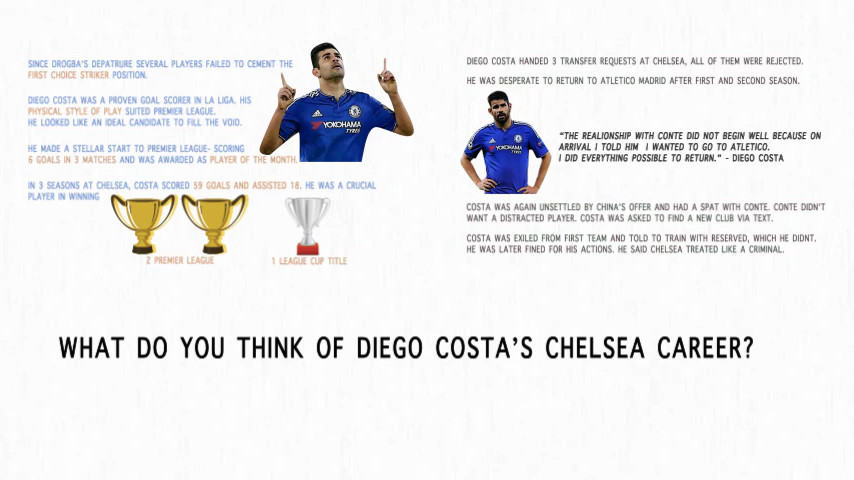 SINCE DROGBA'S DEPATRURE SEVERAL PLAYERS FAILED TO CEMENT THE
FIRST CHOICE STRIKER POSITION.
DIEGO COSTA WAS A PROVEN GOAL SCORER IN LA LIGA. HIS
PHYSICAL STYLE OF PLAY SUITED PREMIER LEAGUE.
HE LOOKED LIKE AN IDEAL CANDIDATE TO FILL THE VOID.
HE MADE A STELLAR START TO PREMIER LEAGUE- SCORING
6 GOALS IN 3 MATCHES AND WAS AWARDED AS PLAYER OF THE MONTH.
IN 3 SEASONS AT CHELSEA, COSTA SCORED 59 GOALS AND ASSISTED 18. HE WAS A CRUCIAL
PLAYER IN WINNING
2 PREMIER LEAGUE
1 LEAGUE CUP TITLE
YOKOHAMA
TYRES
DIEGO COSTA HANDED 3 TRANSFER REQUESTS AT CHELSEA, ALL OF THEM WERE REJECTED.
HE WAS DESPERATE TO RETURN TO ATLETICO MADRID AFTER FIRST AND SECOND SEASON.
YOKOHAMA
TYRES
"THE REALIONSHIP WITH CONTE DID NOT BEGIN WELL BECAUSE ON
ARRIVAL I TOLD HIM I WANTED TO GO TO ATLETICO.
I DID EVERYTHING POSSIBLE TO RETURN." - DIEGO COSTA
COSTA WAS AGAIN UNSETTLED BY CHINA'S OFFER AND HAD A SPAT WITH CONTE. CONTE DIDN'T
WANT A DISTRACTED PLAYER. COSTA WAS ASKED TO FIND A NEW CLUB VIA TEXT.
COSTA WAS EXILED FROM FIRST TEAM AND TOLD TO TRAIN WITH RESERVED, WHICH HE DIDNT.
HE WAS LATER FINED FOR HIS ACTIONS. HE SAID CHELSEA TREATED LIKE A CRIMINAL.
WHAT DO YOU THINK OF DIEGO COSTA'S CHELSEA CAREER?